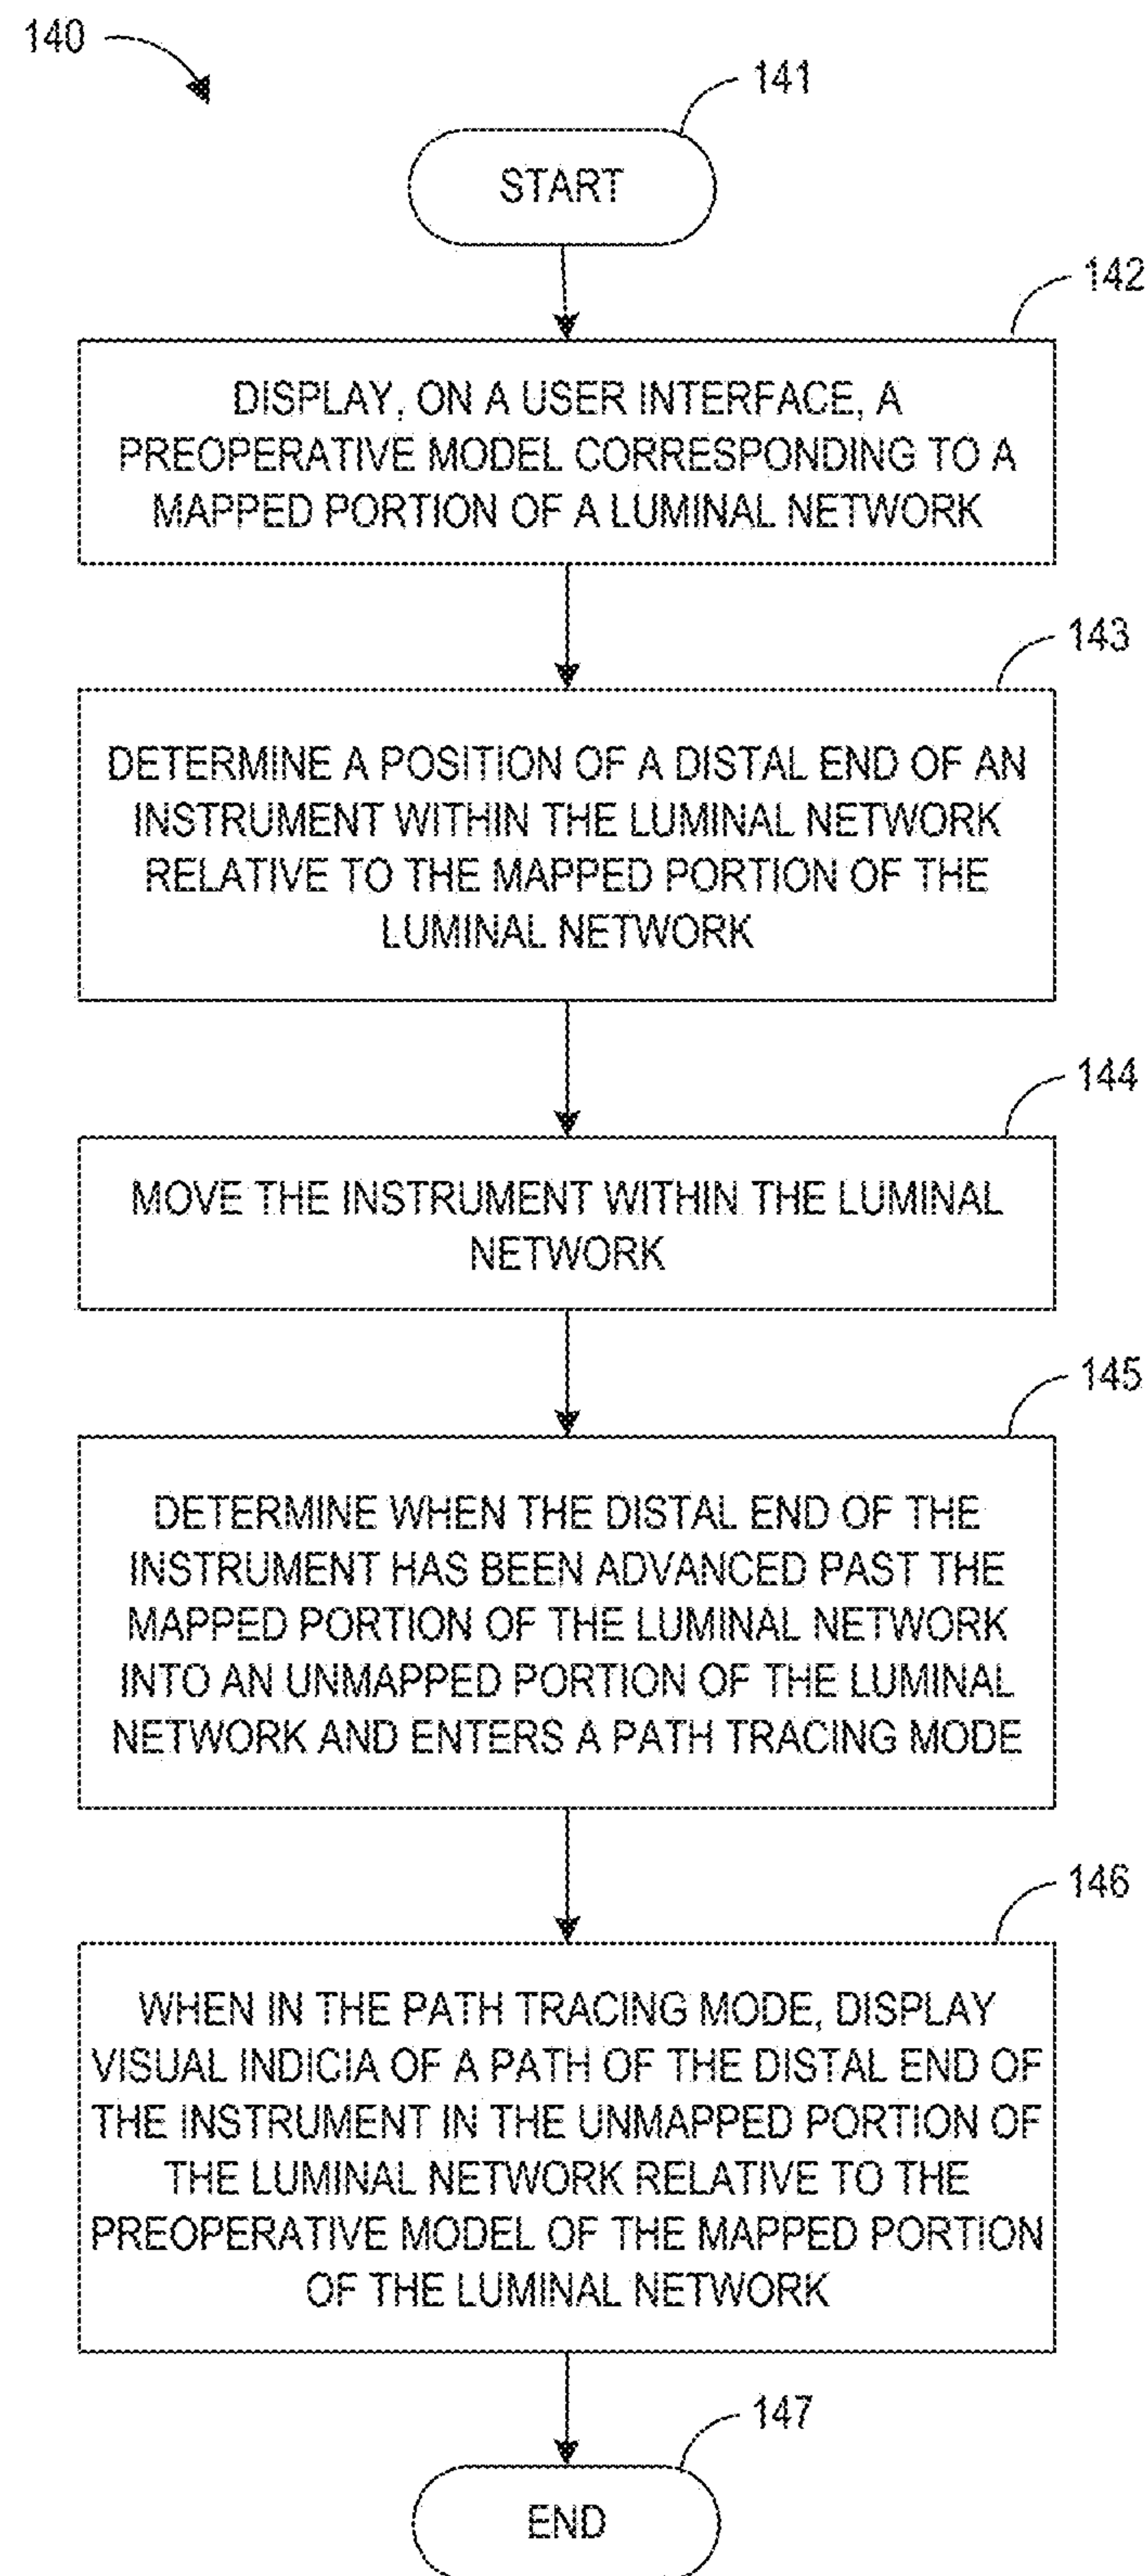 140
141
START
142
DISPLAY, ON A USER INTERFACE, A
PREOPERATIVE MODEL CORRESPONDING TO A
MAPPED PORTION OF A LUMINAL NETWORK
143
DETERMINE A POSITION OF A DISTAL END OF AN
INSTRUMENT WITHIN THE LUMINAL NETWORK
RELATIVE TO THE MAPPED PORTION OF THE
LUMINAL NETWORK
144
MOVE THE INSTRUMENT WITHIN THE LUMINAL
NETWORK
145
DETERMINE WHEN THE DISTAL END OF THE
INSTRUMENT HAS BEEN ADVANCED PAST THE
MAPPED PORTION OF THE LUMINAL NETWORK
INTO AN UNMAPPED PORTION OF THE LUMINAL
NETWORK AND ENTERS A PATH TRACING MODE
146
WHEN IN THE PATH TRACING MODE, DISPLAY
VISUAL INDICIA OF A PATH OF THE DISTAL END OF
THE INSTRUMENT IN THE UNMAPPED PORTION OF
THE LUMINAL NETWORK RELATIVE TO THE
PREOPERATIVE MODEL OF THE MAPPED PORTION
OF THE LUMINAL NETWORK
147
END